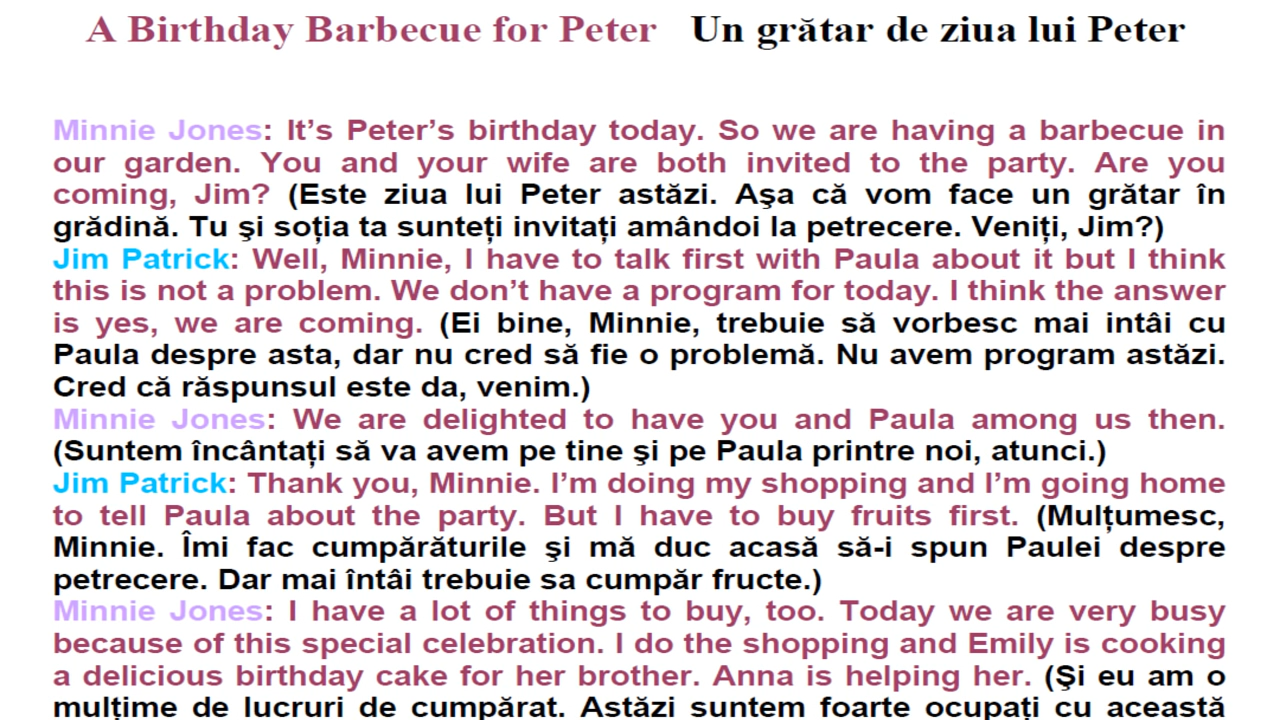 A Birthday Barbecue for Peter Un grătar de ziua lui Peter
Minnie Jones: It’s Peter’s birthday today. So we are having a barbecue in
our garden. You and your wife are both invited to the party. Are you
coming, Jim? (Este ziua lui Peter astăzi. Aşa că vom face un grătar în
grădină. Tu şi soţia ta sunteţi invitaţi amândoi la petrecere. Veniţi, Jim?)
Jim Patrick: Well, Minnie, I have to talk first with Paula about it but I think
this is not a problem. We don’t have a program for today. I think the answer
is yes, we are coming. (Ei bine, Minnie, trebuie să vorbesc mai intâi cu
Paula despre asta, dar nu cred să fie o problemă. Nu avem program astăzi.
Cred că răspunsul este da, venim.)
Minnie Jones: We are delighted to have you and Paula among us then.
(Suntem încântaţi să va avem pe tine şi pe Paula printre noi, atunci.)
Jim Patrick: Thank you, Minnie. I’m doing my shopping and I’m going home
to tell Paula about the party. But I have to buy fruits first. (Mulţumesc,
Minnie. Îmi fac cumpărăturile şi mă duc acasă să-i spun Paulei despre
petrecere. Dar mai întâi trebuie sa cumpăr fructe.)
Minnie Jones: I have a lot of things to buy, too. Today we are very busy
because of this special celebration. I do the shopping and Emily is cooking
a delicious birthday cake for her brother. Anna is helping her. (Şi eu am o
mulţime de lucruri de cumpărat. Astăzi suntem foarte ocupaţi cu această